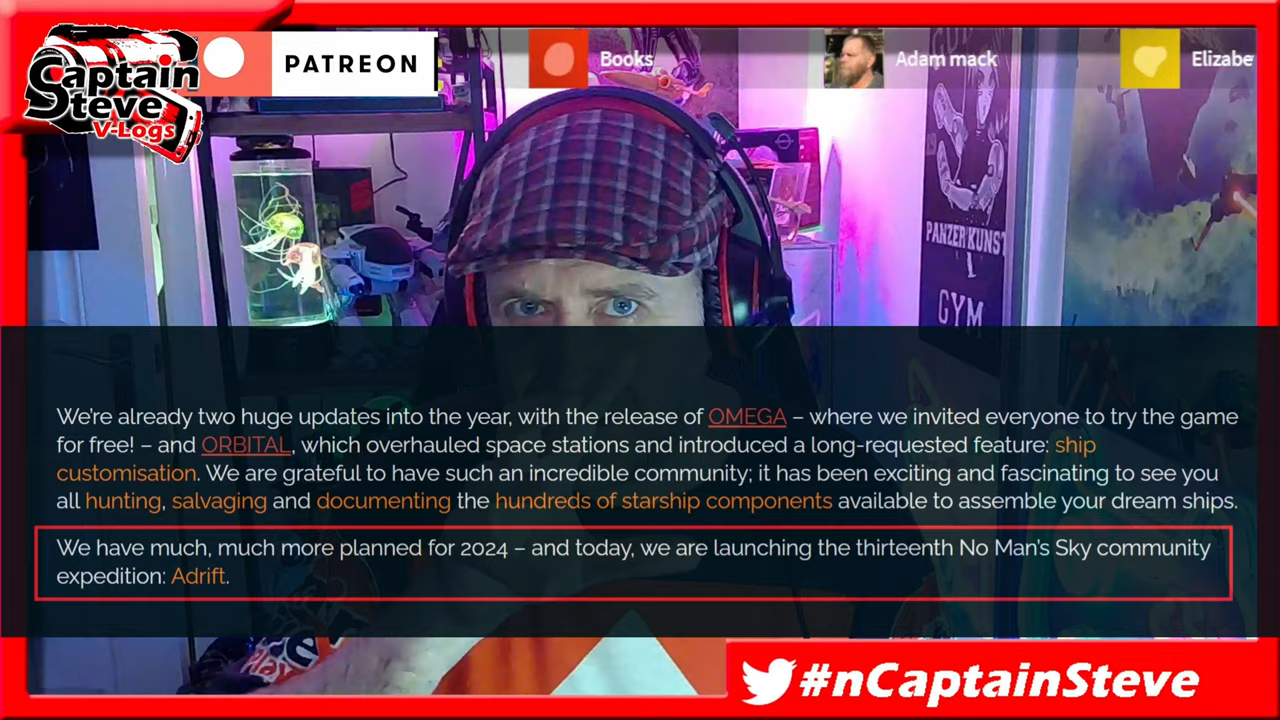 Captain
Steve
V-Logs
PATREON
Books
Adam mack
Elizabe
PANZER KUNST
GYM
We're already two huge updates into the year, with the release of OMEGA – where we invited everyone to try the game
for free! – and ORBITAL, which overhauled space stations and introduced a long-requested feature: ship
customisation. We are grateful to have such an incredible community; it has been exciting and fascinating to see you
all hunting, salvaging and documenting the hundreds of starship components available to assemble your dream ships.
We have much, much more planned for 2024 – and today, we are launching the thirteenth No Man's Sky community
expedition: Adrift.
#nCaptainSteve